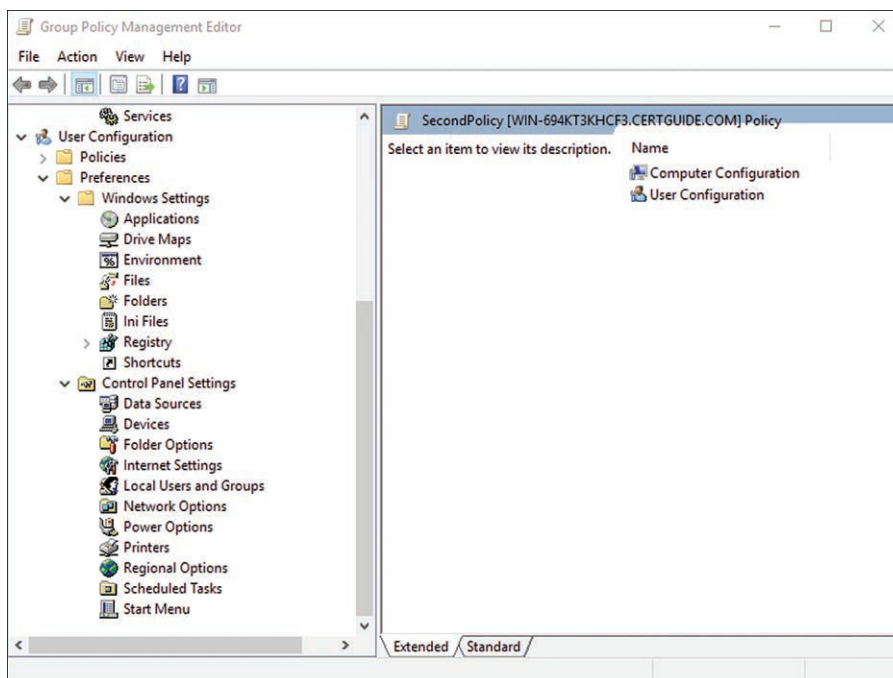 Group Policy Management Editor
File Action View Help
Services
User Configuration
Policies
Preferences
Windows Settings
Applications
Drive Maps
Environment
Files
Folders
Ini Files
Registry
Shortcuts
Control Panel Settings
Data Sources
Devices
Folder Options
Internet Settings
Local Users and Groups
Network Options
Power Options
Printers
Regional Options
Scheduled Tasks
Start Menu
SecondPolicy [WIN-694KT3KHCF3.CERTGUIDE.COM] Policy
Select an item to view its description.
Name
Computer Configuration
User Configuration
Extended Standard